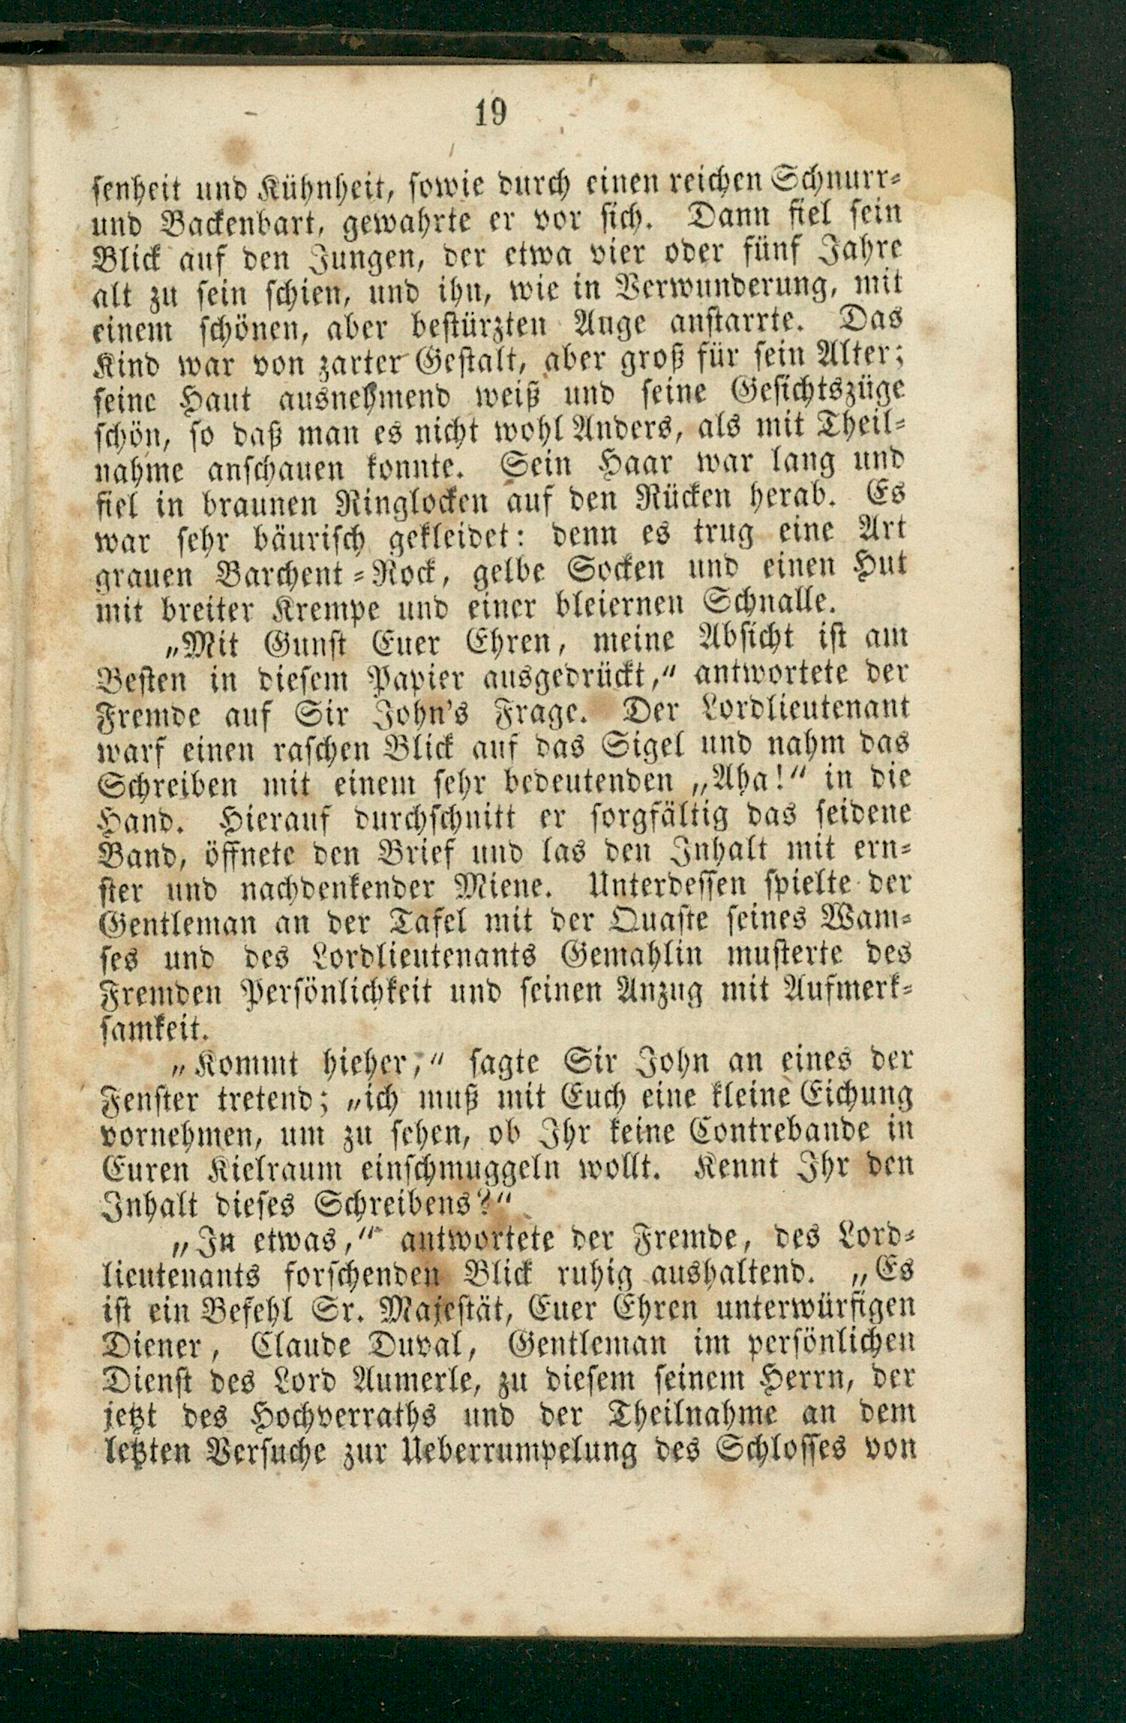 19
senheit und Kühnheit, sowie durch einen reichen Schnurr-
und Backenbart, gewahrte er vor sich. Dann fiel sein
Blick auf den Jungen, der etwa vier oder fünf Jahre
alt zu sein schien, und ihn, wie in Verwunderung, mit
einem schönen, aber bestürzten Auge anstarrte. Das
Kind war von zarter Gestalt, aber groß für sein Alter;
seine Haut ausnehmend weiß und seine Gesichtszüge
schön, so daß man es nicht wohl Anders, als mit Theil-
nahme anschauen konnte. Sein Haar war lang und
fiel in braunen Ringlocken auf den Rücken herab. Es
war sehr bäurisch gekleidet: denn es trug eine Art
grauen Barchent-Rock, gelbe Socken und einen Hut
mit breiter Krempe und einer bleiernen Schnalle.
„Mit Gunst Euer Ehren, meine Absicht ist am
Besten in diesem Papier ausgedrückt,“ antwortete der
Fremde auf Sir John's Frage. Der Lordlieutenant
warf einen raschen Blick auf das Sigel und nahm das
Schreiben mit einem sehr bedeutenden „Aha!“ in die
Hand. Hierauf durchschnitt er sorgfältig das seidene
Band, öffnete den Brief und las den Inhalt mit ern-
ster und nachdenkender Miene. Unterdessen spielte der
Gentleman an der Tafel mit der Quaste seines Wam-
ses und des Lordlieutenants Gemahlin musterte des
Fremden Persönlichkeit und seinen Anzug mit Aufmerk-
samkeit.
„Kommt hieher,“ sagte Sir John an eines der
Fenster tretend; „ich muß mit Euch eine kleine Eichung
vornehmen, um zu sehen, ob Ihr keine Contrebande in
Euren Kielraum einschmuggeln wollt. Kennt Ihr den
Inhalt dieses Schreibens?“
„In etwas,“ antwortete der Fremde, des Lord-
lieutenants forschenden Blick ruhig aushaltend. „Es
ist ein Befehl Sr. Majestät, Euer Ehren unterwürfigen
Diener, Claude Duval, Gentleman im persönlichen
Dienst des Lord Aumerle, zu diesem seinem Herrn, der
jetzt des Hochverraths und der Theilnahme an dem
letzten Versuche zur Ueberrumpelung des Schlosses von